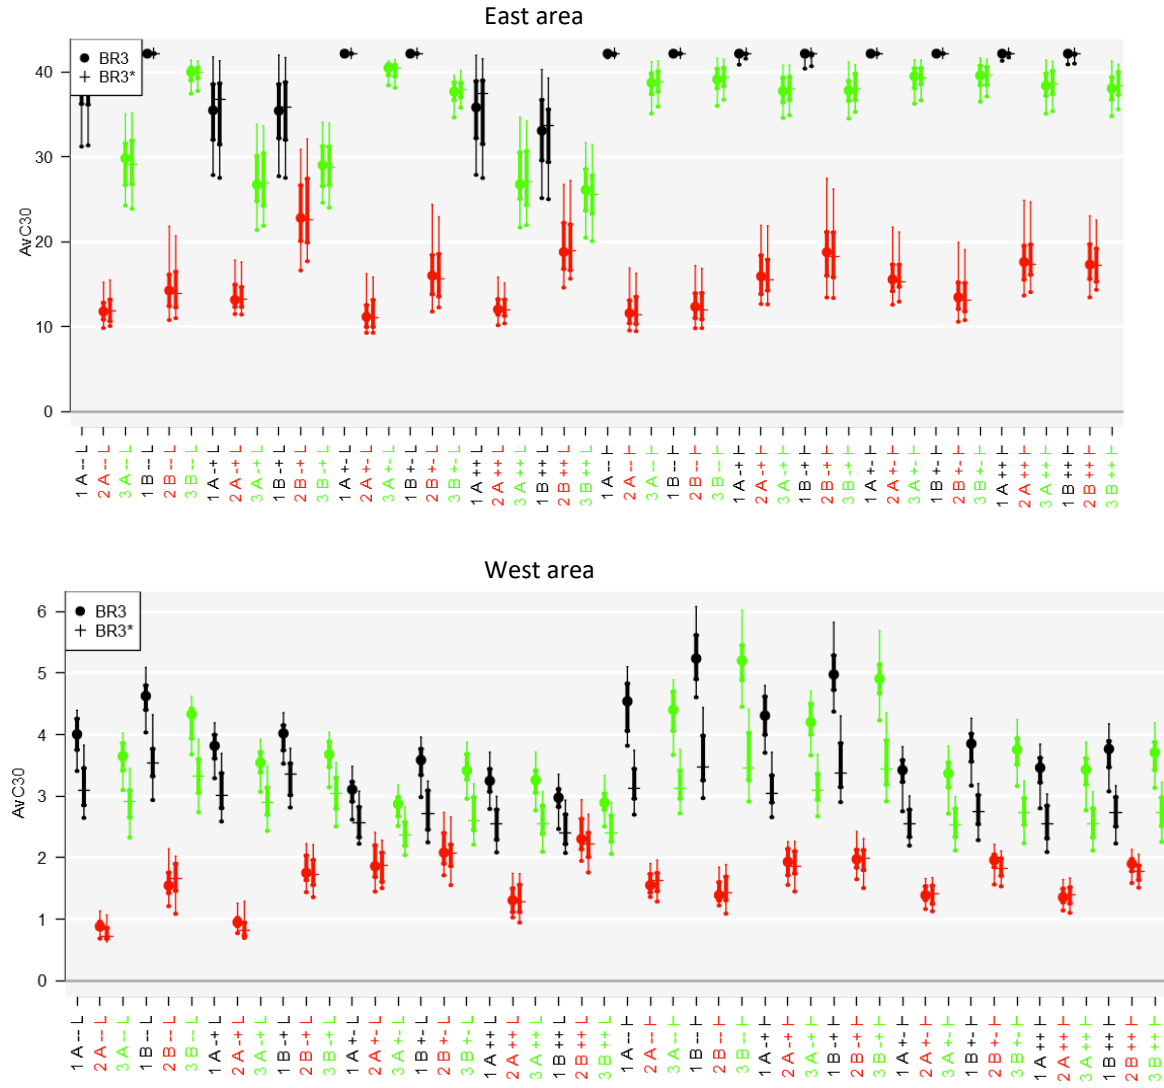 East area
BR3
BR3*
AvC30
40
30
20
10
0
1 A -- L
2 A -- L
3 A -- L
1 B -- L
2 B -- L
3 B -- L
1 A -+ L
2 A -+ L
3 A -+ L
1 B -+ L
2 B -+ L
3 B -+ L
1 A +- L
2 A +- L
3 A +- L
1 B +- L
2 B +- L
3 B +- L
1 A ++ L
2 A ++ L
3 A ++ L
1 B ++ L
2 B ++ L
3 B ++ L
1 A -- H
2 A -- H
3 A -- H
1 B -- H
2 B -- H
3 B -- H
1 A -+ H
2 A -+ H
3 A -+ H
1 B -+ H
2 B -+ H
3 B -+ H
1 A +- H
2 A +- H
3 A +- H
1 B +- H
2 B +- H
3 B +- H
1 A ++ H
2 A ++ H
3 A ++ H
1 B ++ H
2 B ++ H
3 B ++ H
West area
BR3
BR3*
AvC30
6
5
4
3
2
1
0
1 A -- L
2 A -- L
3 A -- L
1 B -- L
2 B -- L
3 B -- L
1 A -+ L
2 A -+ L
3 A -+ L
1 B -+ L
2 B -+ L
3 B -+ L
1 A +- L
2 A +- L
3 A +- L
1 B +- L
2 B +- L
3 B +- L
1 A ++ L
2 A ++ L
3 A ++ L
1 B ++ L
2 B ++ L
3 B ++ L
1 A -- H
2 A -- H
3 A -- H
1 B -- H
2 B -- H
3 B -- H
1 A -+ H
2 A -+ H
3 A -+ H
1 B -+ H
2 B -+ H
3 B -+ H
1 A +- H
2 A +- H
3 A +- H
1 B +- H
2 B +- H
3 B +- H
1 A ++ H
2 A ++ H
3 A ++ H
1 B ++ H
2 B ++ H
3 B ++ H